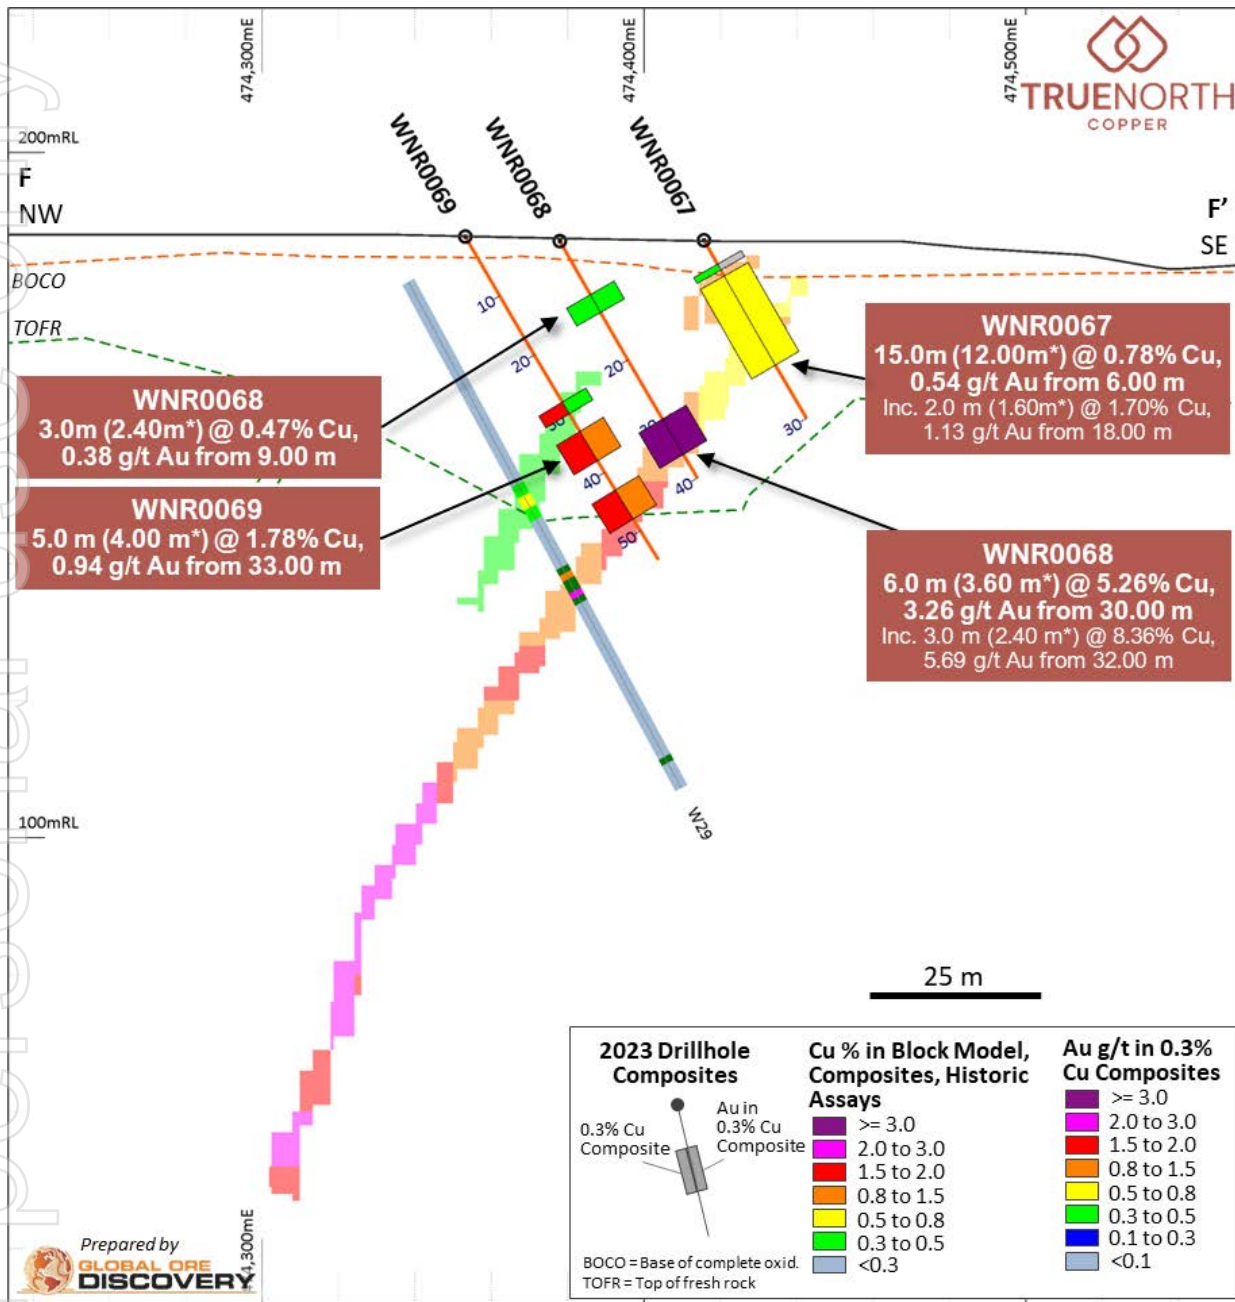 474,300mE
474,400mE
474,500mE
TRUENORTH
COPPER
200mRL
F
NW
WNR0069
WNR0068
WNR0067
F'
SE
BOCO
TOFR
10
20
20
30
40
40
50
30
WNR0067
15.0m (12.00m*) @ 0.78% Cu,
0.54 g/t Au from 6.00 m
Inc. 2.0 m (1.60m*) @ 1.70% Cu,
1.13 g/t Au from 18.00 m
WNR0068
3.0m (2.40m*) @ 0.47% Cu,
0.38 g/t Au from 9.00 m
WNR0069
5.0 m (4.00 m*) @ 1.78% Cu,
0.94 g/t Au from 33.00 m
WNR0068
6.0 m (3.60 m*) @ 5.26% Cu,
3.26 g/t Au from 30.00 m
Inc. 3.0 m (2.40 m*) @ 8.36% Cu,
5.69 g/t Au from 32.00 m
W29
100mRL
25 m
2023 Drillhole
Composites
0.3% Cu
Composite
Au in
0.3% Cu
Composite
BOCO = Base of complete oxid.
TOFR = Top of fresh rock
Cu % in Block Model,
Composites, Historic
Assays
>= 3.0
2.0 to 3.0
1.5 to 2.0
0.8 to 1.5
0.5 to 0.8
0.3 to 0.5
<0.3
Au g/t in 0.3%
Cu Composites
>= 3.0
2.0 to 3.0
1.5 to 2.0
0.8 to 1.5
0.5 to 0.8
0.3 to 0.5
0.1 to 0.3
<0.1
Prepared by
GLOBAL ORE
DISCOVERY